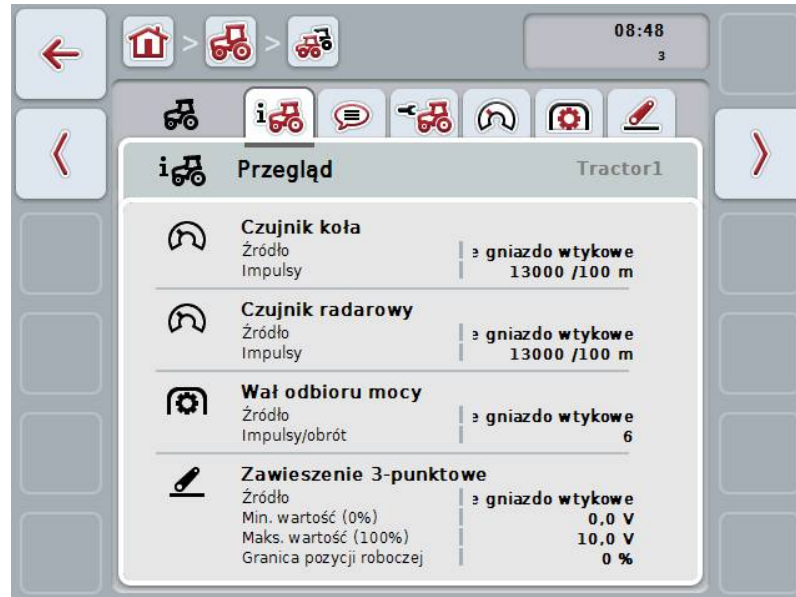 > >
08:48
3
i
i Przegląd Tractor1
Czujnik koła
Źródło e gniazdo wtykowe
Impulsy 13000 /100 m
Czujnik radarowy
Źródło e gniazdo wtykowe
Impulsy 13000 /100 m
Wał odbioru mocy
Źródło e gniazdo wtykowe
Impulsy/obrót 6
Zawieszenie 3-punktowe
Źródło e gniazdo wtykowe
Min. wartość (0%) 0,0 V
Maks. wartość (100%) 10,0 V
Granica pozycji roboczej 0 %